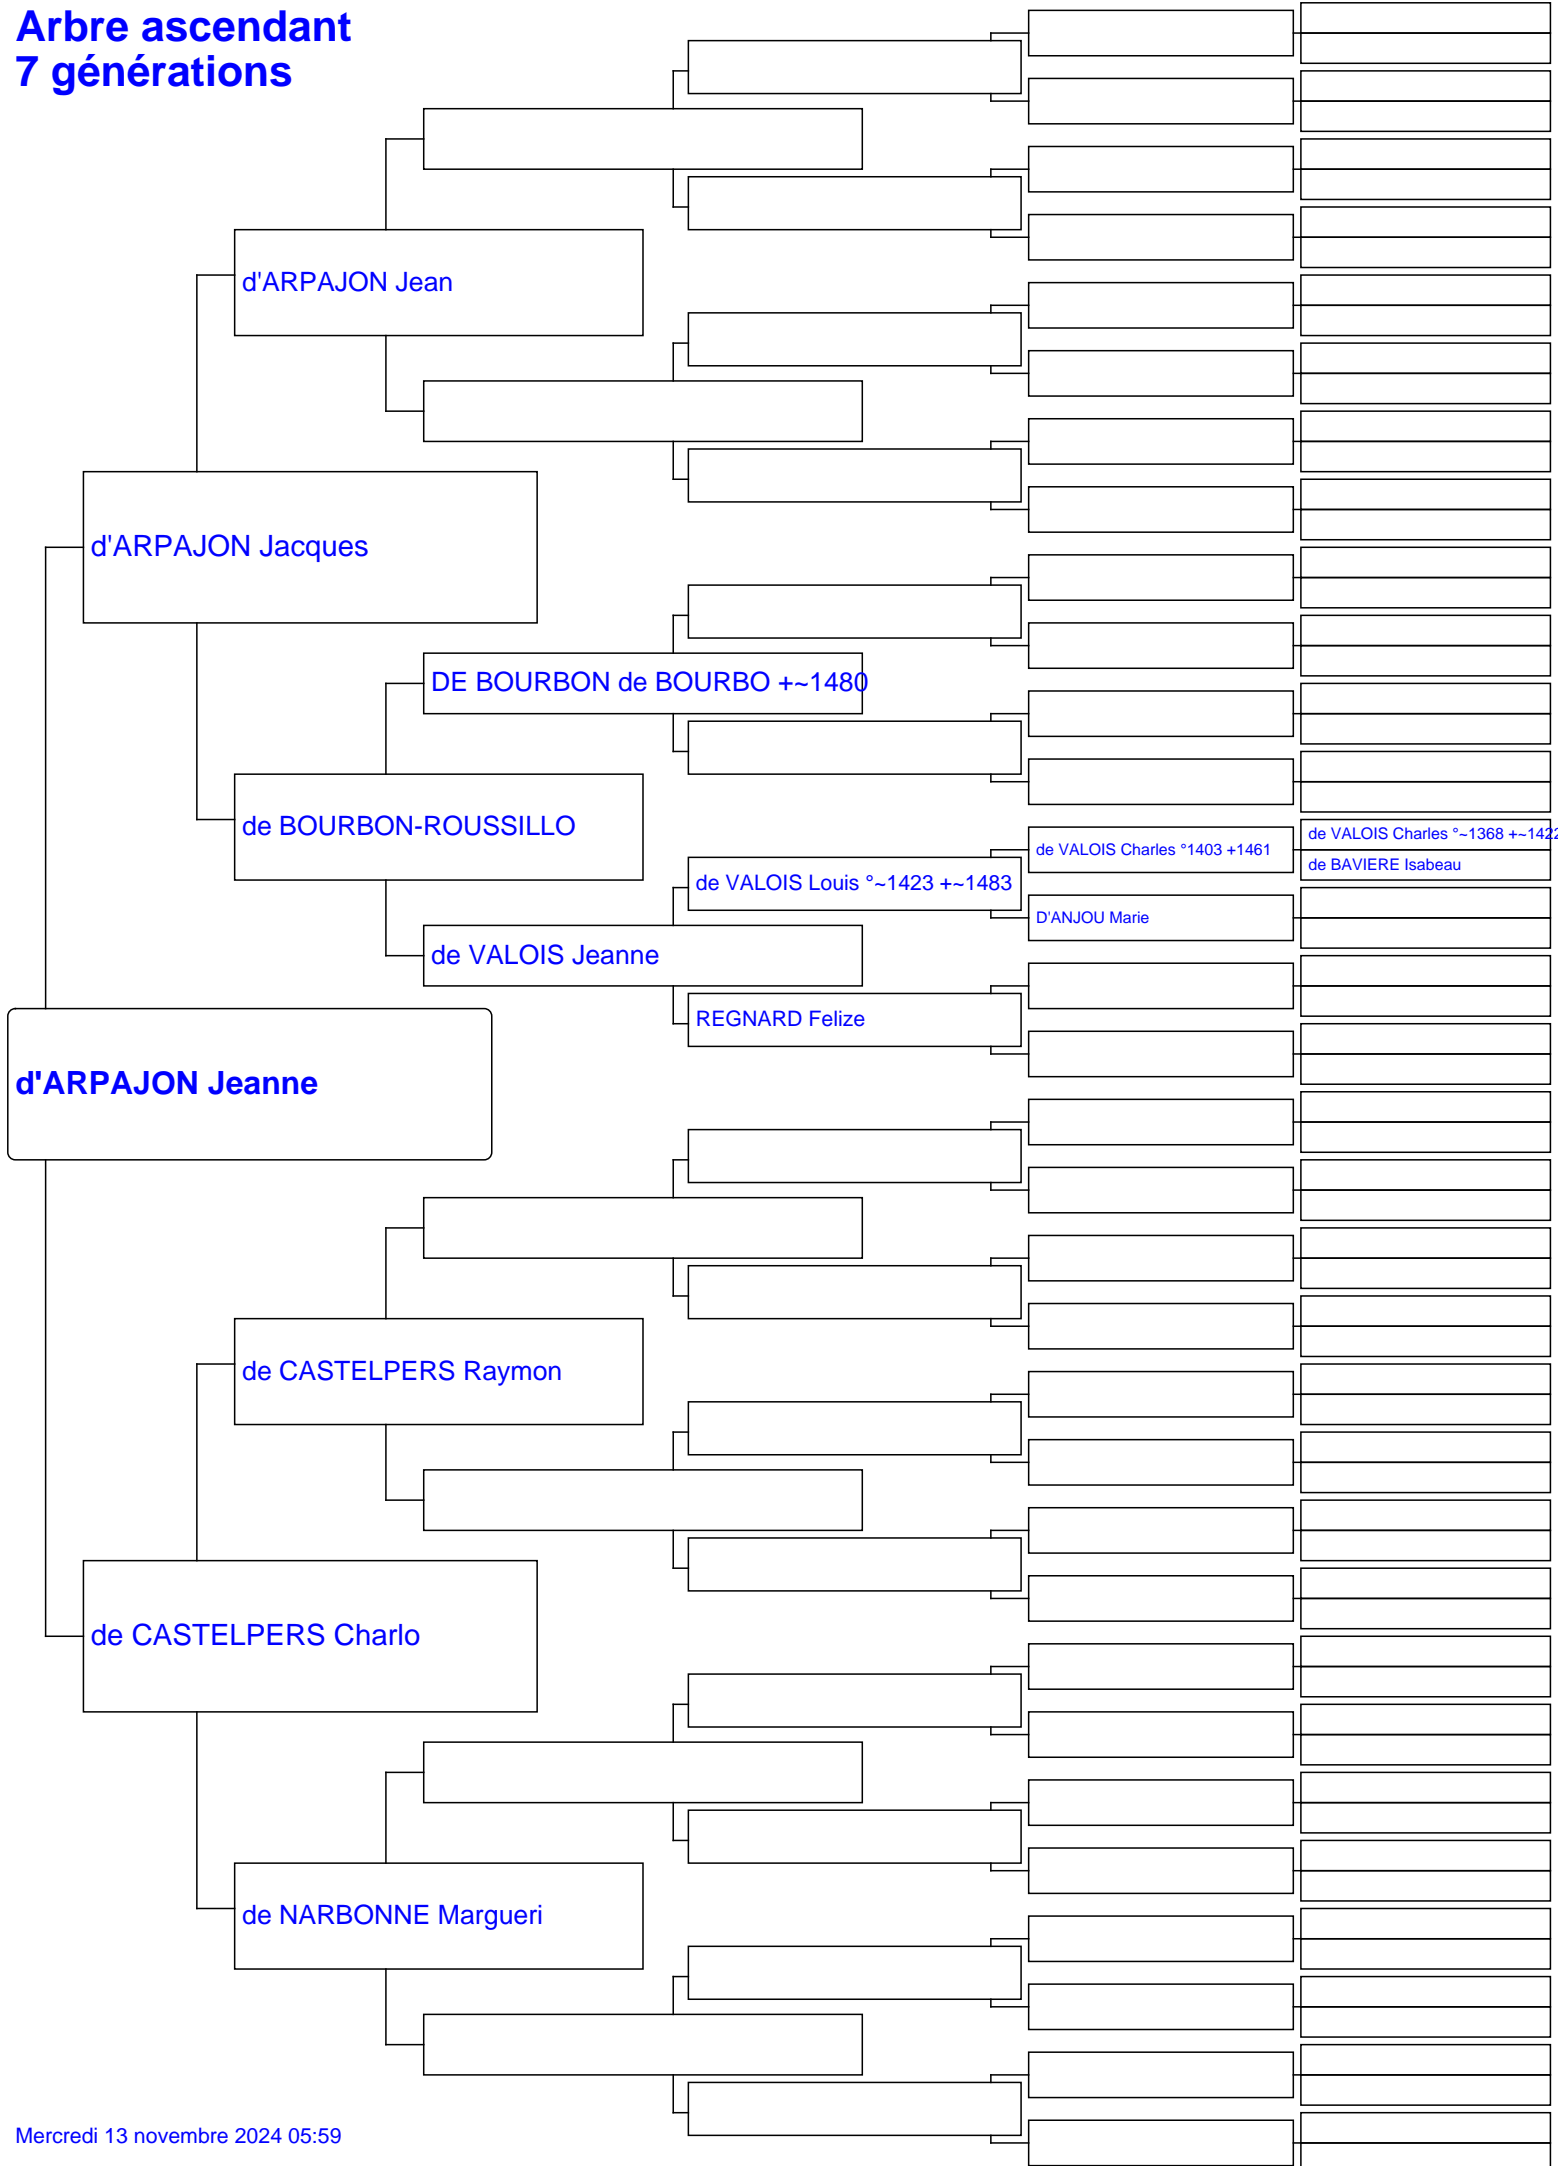 Arbre ascendant
7 générations
d'ARPAJON Jean
d'ARPAJON Jacques
DE BOURBON de BOURBO +~1480
de BOURBON-ROUSSILLO
de VALOIS Charles °~1368 +~1422
de VALOIS Charles °1403 +1461
de BAVIERE Isabeau
de VALOIS Louis °~1423 +~1483
D'ANJOU Marie
de VALOIS Jeanne
REGNARD Felize
d'ARPAJON Jeanne
de CASTELPERS Raymon
de CASTELPERS Charlo
de NARBONNE Margueri
Mercredi 13 novembre 2024 05:59